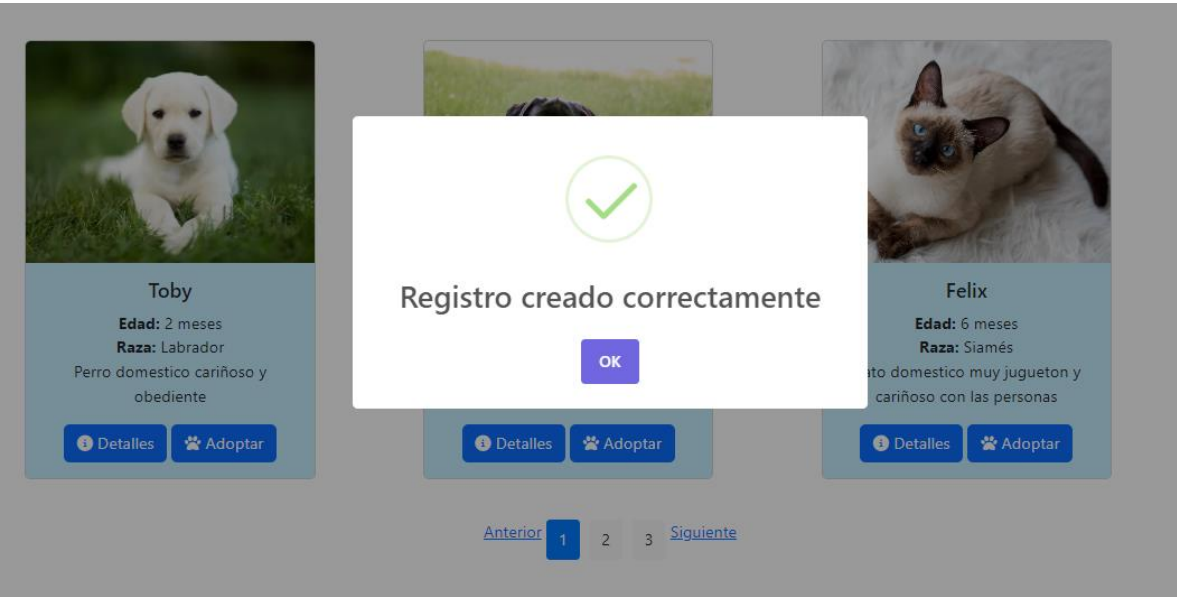 Registro creado correctamente
OK
Toby
Edad: 2 meses
Raza: Labrador
Perro domestico cariñoso y
obediente
Detalles
Adoptar
Detalles
Adoptar
Felix
Edad: 6 meses
Raza: Siamés
domestico muy jugueton y
cariñoso con las personas
Detalles
Adoptar
Anterior
1
2
3
Siguiente